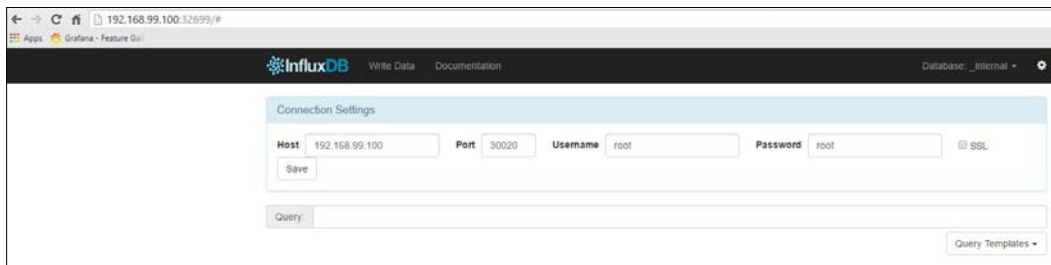 192.168.99.100:32699/#
Apps Grafana - Feature Gal
InfluxDB Write Data Documentation Database: _internal
Connection Settings
Host 192.168.99.100 Port 30020 Username root Password root SSL
Save
Query:
Query Templates